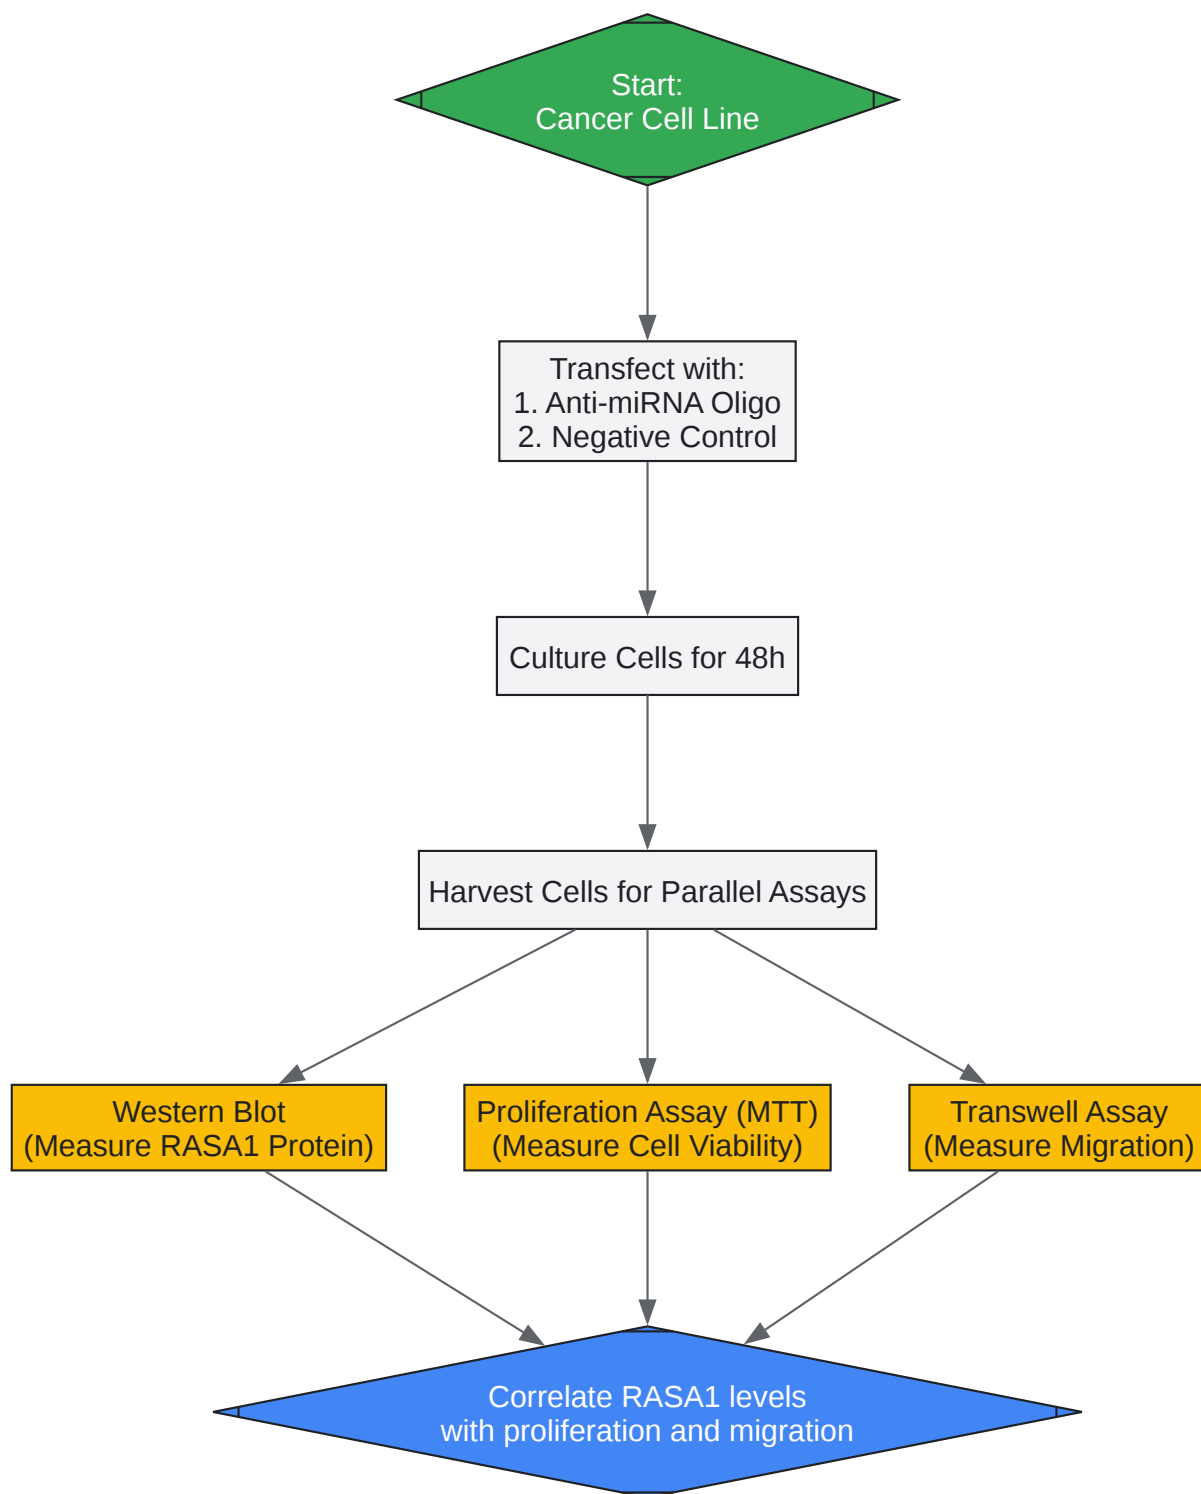 Start:
Cancer Cell Line
Transfect with:
1. Anti-miRNA Oligo
2. Negative Control
Culture Cells for 48h
Harvest Cells for Parallel Assays
Western Blot
(Measure RASA1 Protein)
Proliferation Assay (MTT)
(Measure Cell Viability)
Transwell Assay
(Measure Migration)
Correlate RASA1 levels
with proliferation and migration